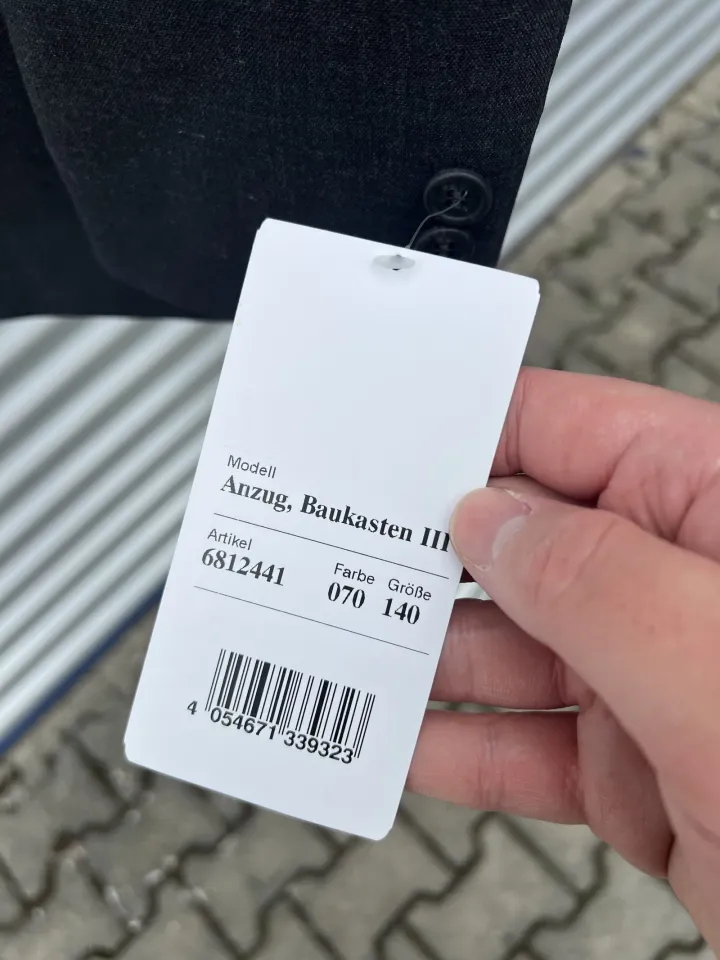 Modell
Anzug, Baukasten III
Artikel Farbe Größe
6812441 070 140
4 054671 339323